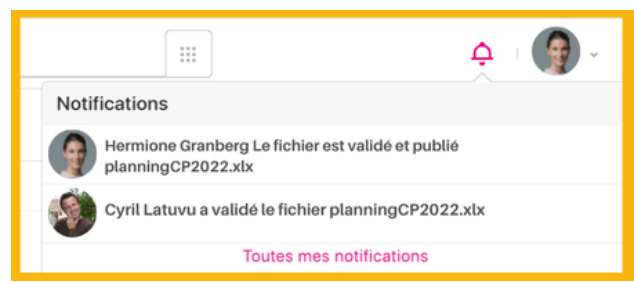 Notifications
Hermione Granberg Le fichier est validé et publié
planningCP2022.xlx
Cyril Latuvu a validé le fichier planningCP2022.xlx
Toutes mes notifications